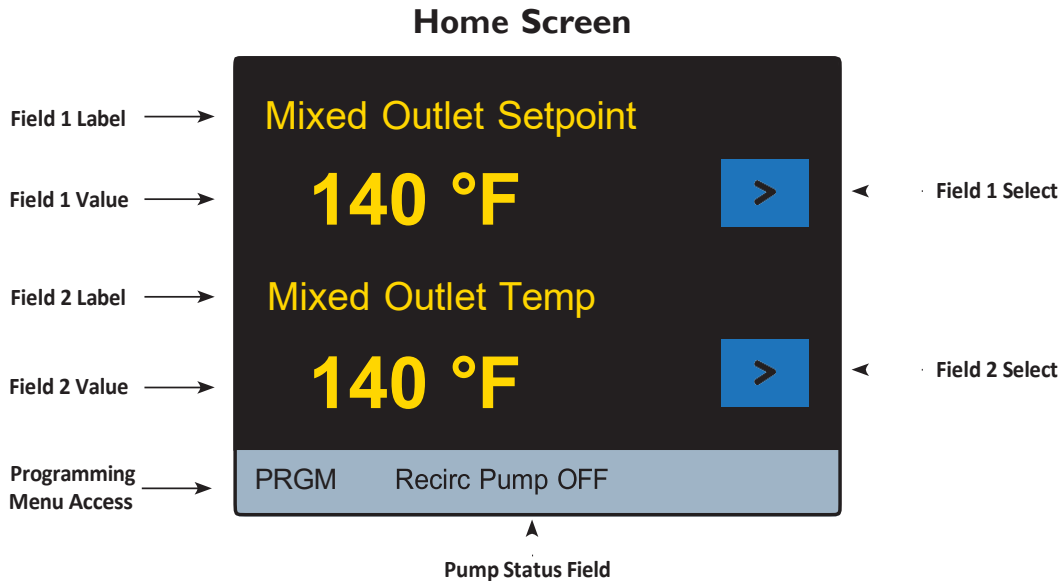 Home Screen
Field 1 Label
Mixed Outlet Setpoint
Field 1 Value
140 °F
>
Field 1 Select
Field 2 Label
Mixed Outlet Temp
Field 2 Value
140 °F
>
Field 2 Select
Programming
Menu Access
PRGM
Recirc Pump OFF
Pump Status Field